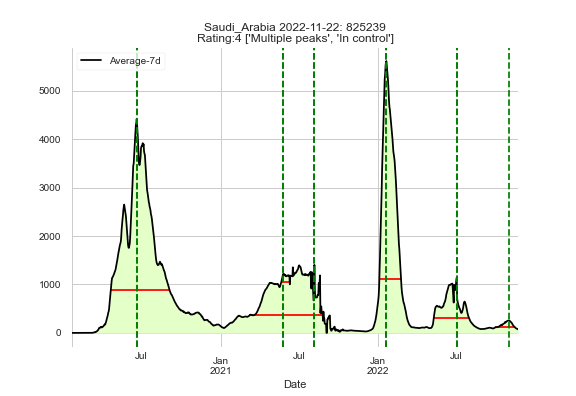 Saudi_Arabia 2022-11-22: 825239
Rating:4 ['Multiple peaks', 'In control']
Average-7d
5000
4000
3000
2000
1000
0
Jul
Jan
2021
Jul
Jan
2022
Jul
Date